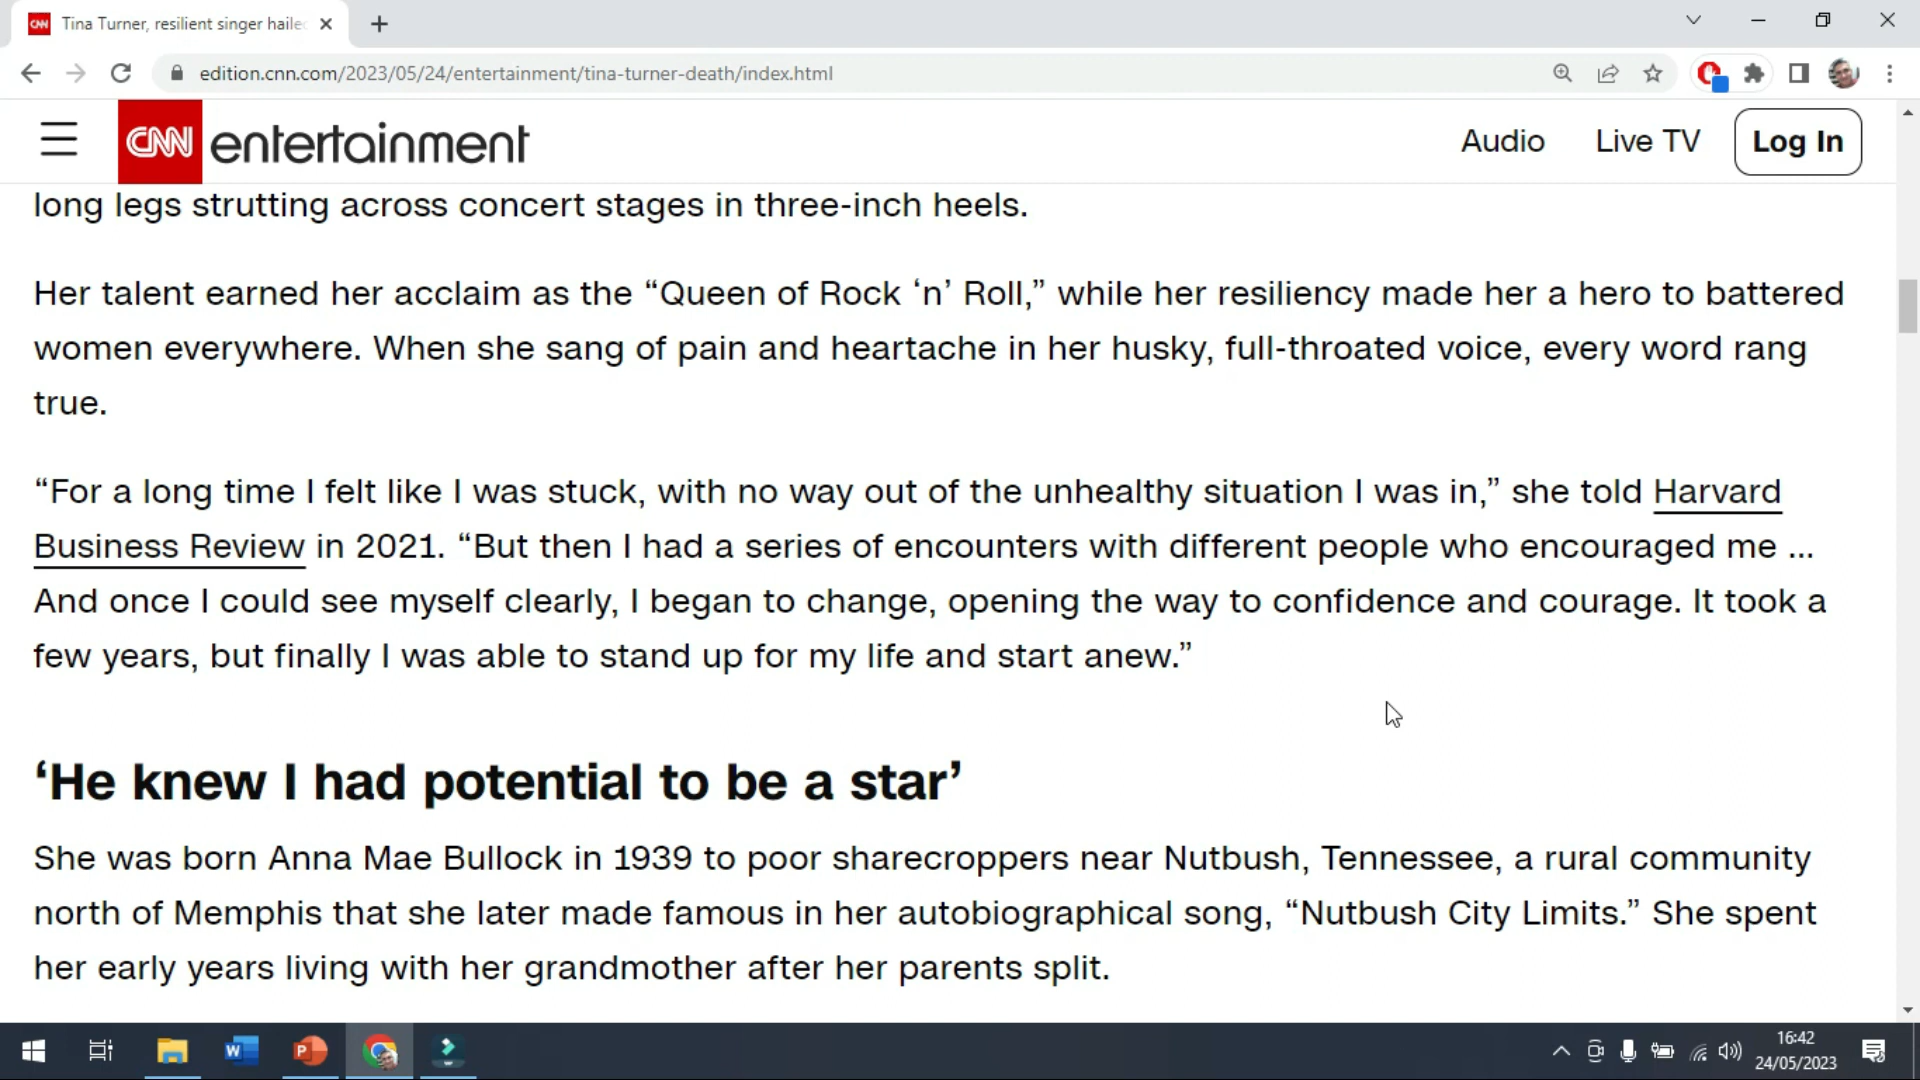 CNN Tina Turner, resilient singer haile
edition.cnn.com/2023/05/24/entertainment/tina-turner-death/index.html
CNN entertainment
Audio Live TV Log In
long legs strutting across concert stages in three-inch heels.
Her talent earned her acclaim as the “Queen of Rock ‘n’ Roll,” while her resiliency made her a hero to battered
women everywhere. When she sang of pain and heartache in her husky, full-throated voice, every word rang
true.
“For a long time I felt like I was stuck, with no way out of the unhealthy situation I was in,” she told Harvard
Business Review in 2021. “But then I had a series of encounters with different people who encouraged me ...
And once I could see myself clearly, I began to change, opening the way to confidence and courage. It took a
few years, but finally I was able to stand up for my life and start anew.”
‘He knew I had potential to be a star’
She was born Anna Mae Bullock in 1939 to poor sharecroppers near Nutbush, Tennessee, a rural community
north of Memphis that she later made famous in her autobiographical song, “Nutbush City Limits.” She spent
her early years living with her grandmother after her parents split.
W P
16:42
24/05/2023